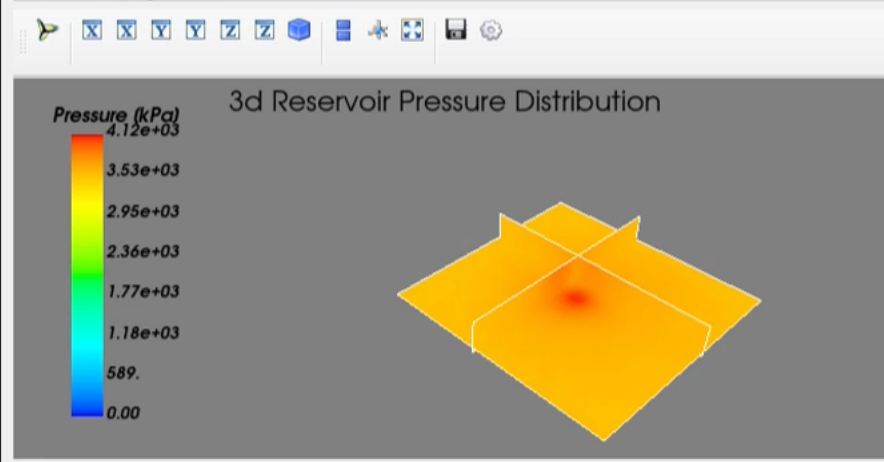 X X Y Y Z Z
3d Reservoir Pressure Distribution
Pressure (kPa)
4.12e+03
3.53e+03
2.95e+03
2.36e+03
1.77e+03
1.18e+03
589.
0.00